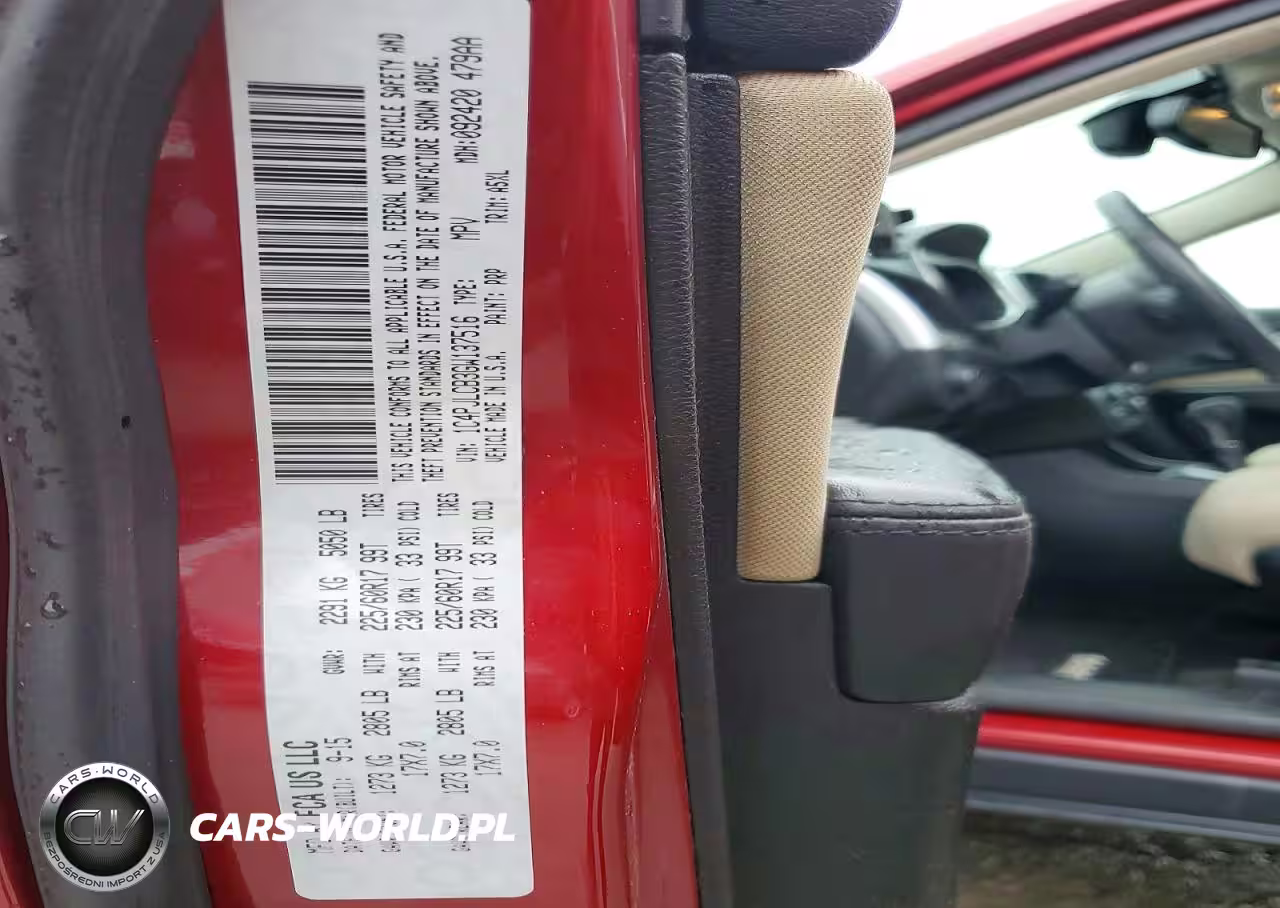 FCA US LLC
9-15 GVWR: 2291 KG 5050 LB
1273 KG 2805 LB WITH 225/60R17 99T TIRES
17X7.0 RIMS AT 230 KPA ( 33 PSI) COLD
1273 KG 2805 LB WITH 225/60R17 99T TIRES
17X7.0 RIMS AT 230 KPA ( 33 PSI) COLD
THIS VEHICLE CONFORMS TO ALL APPLICABLE U.S.A. FEDERAL MOTOR VEHICLE SAFETY AND
THEFT PREVENTION STANDARDS IN EFFECT ON THE DATE OF MANUFACTURE SHOWN ABOVE.
VIN: 1C4PJLCB3GW137516 TYPE: MPV MDH:092420 479AA
VEHICLE MADE IN U.S.A. PAINT: PRP TRIM: A5XL
CARS-WORLD
CW
BEZPOŚREDNI IMPORT Z USA
CARS-WORLD.PL